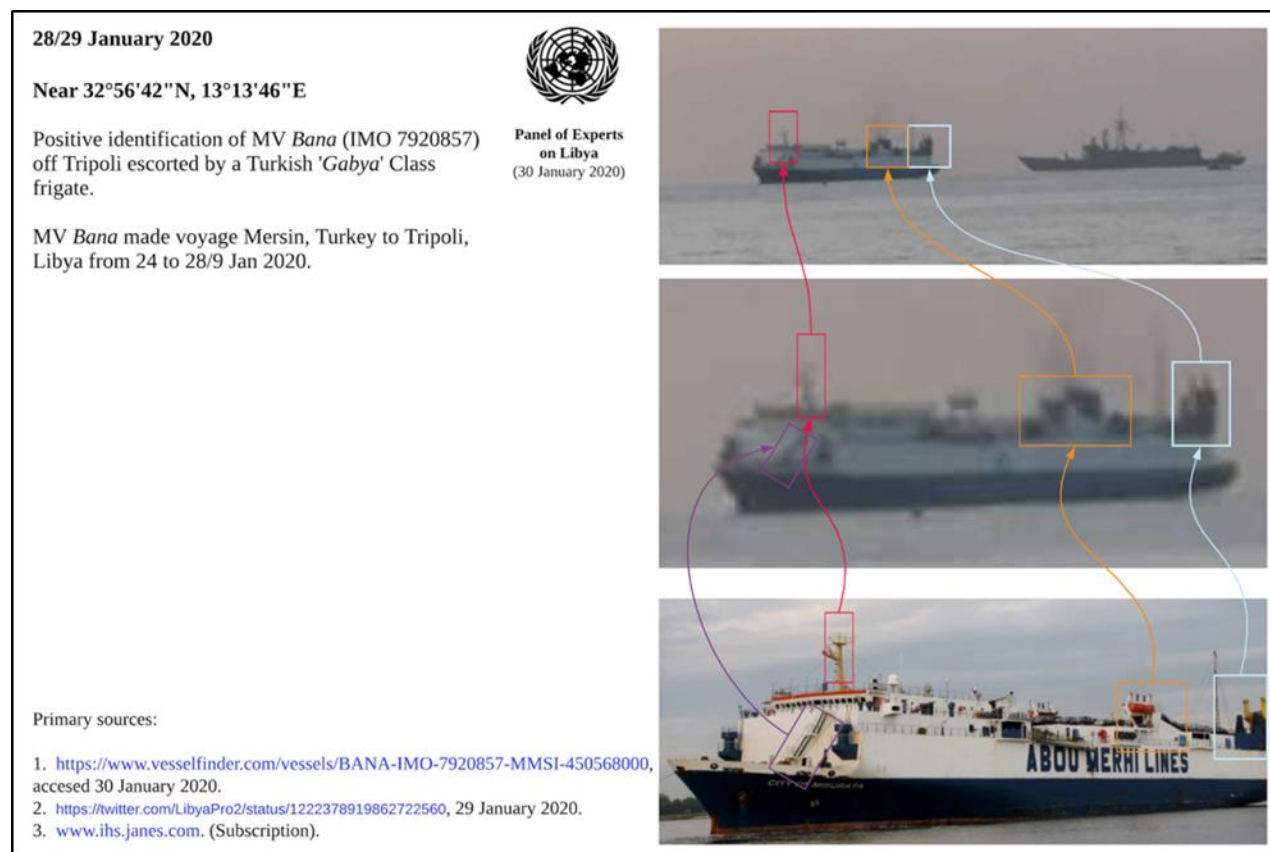 28/29 January 2020
Near 32°56'42"N, 13°13'46"E
Positive identification of MV Bana (IMO 7920857)
off Tripoli escorted by a Turkish 'Gabya' Class
frigate.
MV Bana made voyage Mersin, Turkey to Tripoli,
Libya from 24 to 28/9 Jan 2020.
Panel of Experts
on Libya
(30 January 2020)
Primary sources:
1. https://www.vesselfinder.com/vessels/BANA-IMO-7920857-MMSI-450568000,
accesed 30 January 2020.
2. https://twitter.com/LibyaPro2/status/1222378919862722560, 29 January 2020.
3. www.ihs.janes.com. (Subscription).
ABOU MERHI LINES
CITY OF MISURATA